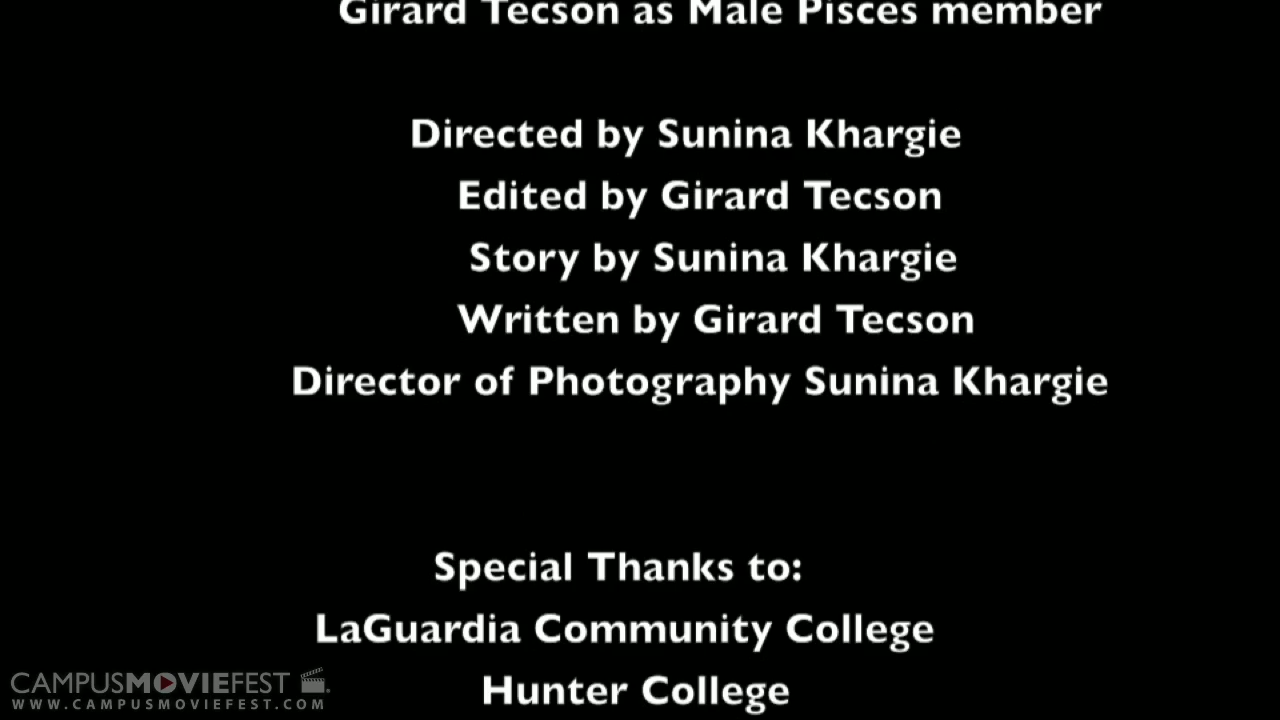 Girard Tecson as Male Pisces member
Directed by Sunina Khargie
Edited by Girard Tecson
Story by Sunina Khargie
Written by Girard Tecson
Director of Photography Sunina Khargie
Special Thanks to:
LaGuardia Community College
Hunter College
CAMPUSMOVIEFEST
WWW.CAMPUSMOVIEFEST.COM